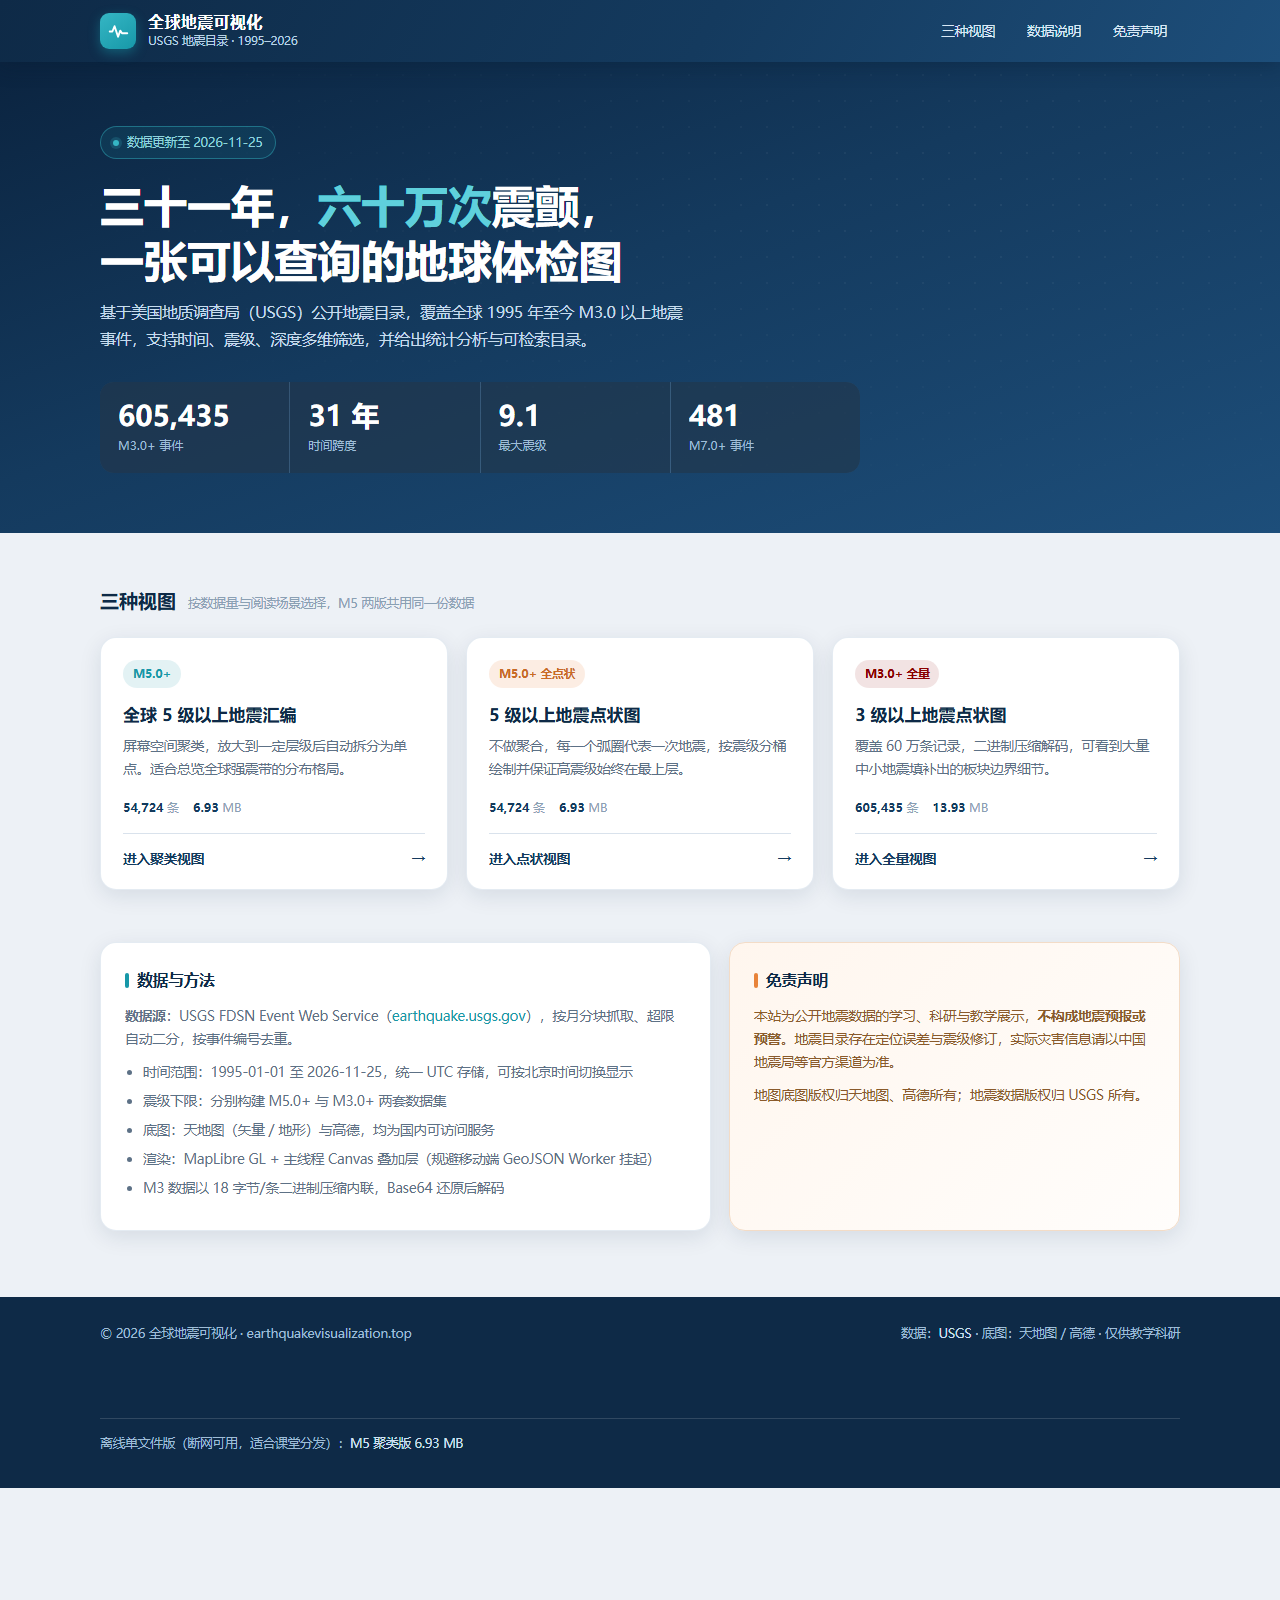 全球地震可视化
USGS 地震目录 · 1995–2026
三种视图
数据说明
免责声明
数据更新至 2026-11-25
三十一年，六十万次震颤，
一张可以查询的地球体检图
基于美国地质调查局（USGS）公开地震目录，覆盖全球 1995 年至今 M3.0 以上地震
事件，支持时间、震级、深度多维筛选，并给出统计分析与可检索目录。
605,435
M3.0+ 事件
31 年
时间跨度
9.1
最大震级
481
M7.0+ 事件
三种视图 按数据量与阅读场景选择，M5 两版共用同一份数据
M5.0+
全球 5 级以上地震汇编
屏幕空间聚类，放大到一定层级后自动拆分为单
点。适合总览全球强震带的分布格局。
54,724 条 6.93 MB
进入聚类视图 →
M5.0+ 全点状
5 级以上地震点状图
不做聚合，每一个弧圈代表一次地震，按震级分桶
绘制并保证高震级始终在最上层。
54,724 条 6.93 MB
进入点状视图 →
M3.0+ 全量
3 级以上地震点状图
覆盖 60 万条记录，二进制压缩解码，可看到大量
中小地震填补出的板块边界细节。
605,435 条 13.93 MB
进入全量视图 →
数据与方法
数据源：USGS FDSN Event Web Service（earthquake.usgs.gov），按月分块抓取、超限
自动二分，按事件编号去重。
• 时间范围：1995-01-01 至 2026-11-25，统一 UTC 存储，可按北京时间切换显示
• 震级下限：分别构建 M5.0+ 与 M3.0+ 两套数据集
• 底图：天地图（矢量 / 地形）与高德，均为国内可访问服务
• 渲染：MapLibre GL + 主线程 Canvas 叠加层（规避移动端 GeoJSON Worker 挂起）
• M3 数据以 18 字节/条二进制压缩内联，Base64 还原后解码
免责声明
本站为公开地震数据的学习、科研与教学展示，不构成地震预报或
预警。地震目录存在定位误差与震级修订，实际灾害信息请以中国
地震局等官方渠道为准。
地图底图版权归天地图、高德所有；地震数据版权归 USGS 所有。
© 2026 全球地震可视化 · earthquakevisualization.top
数据：USGS · 底图：天地图 / 高德 · 仅供教学科研
离线单文件版（断网可用，适合课堂分发）：M5 聚类版 6.93 MB